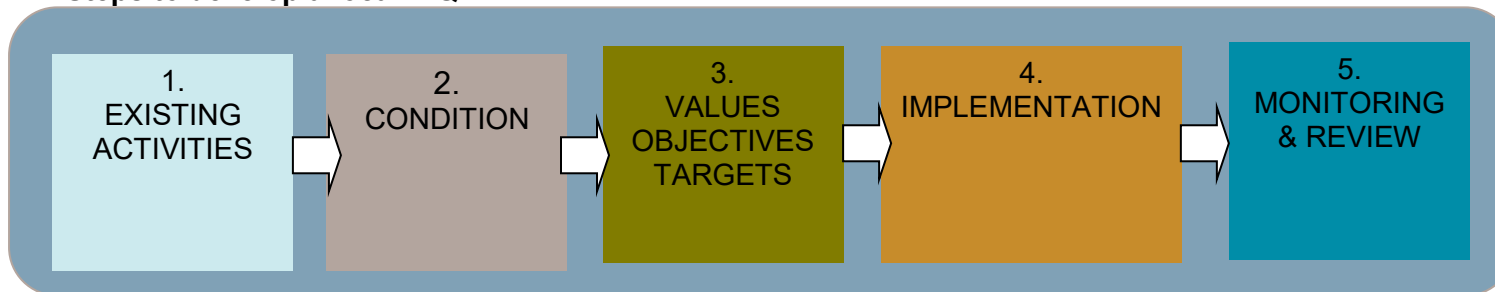 1.
EXISTING
ACTIVITIES
2.
CONDITION
3.
VALUES
OBJECTIVES
TARGETS
4.
IMPLEMENTATION
5.
MONITORING
& REVIEW